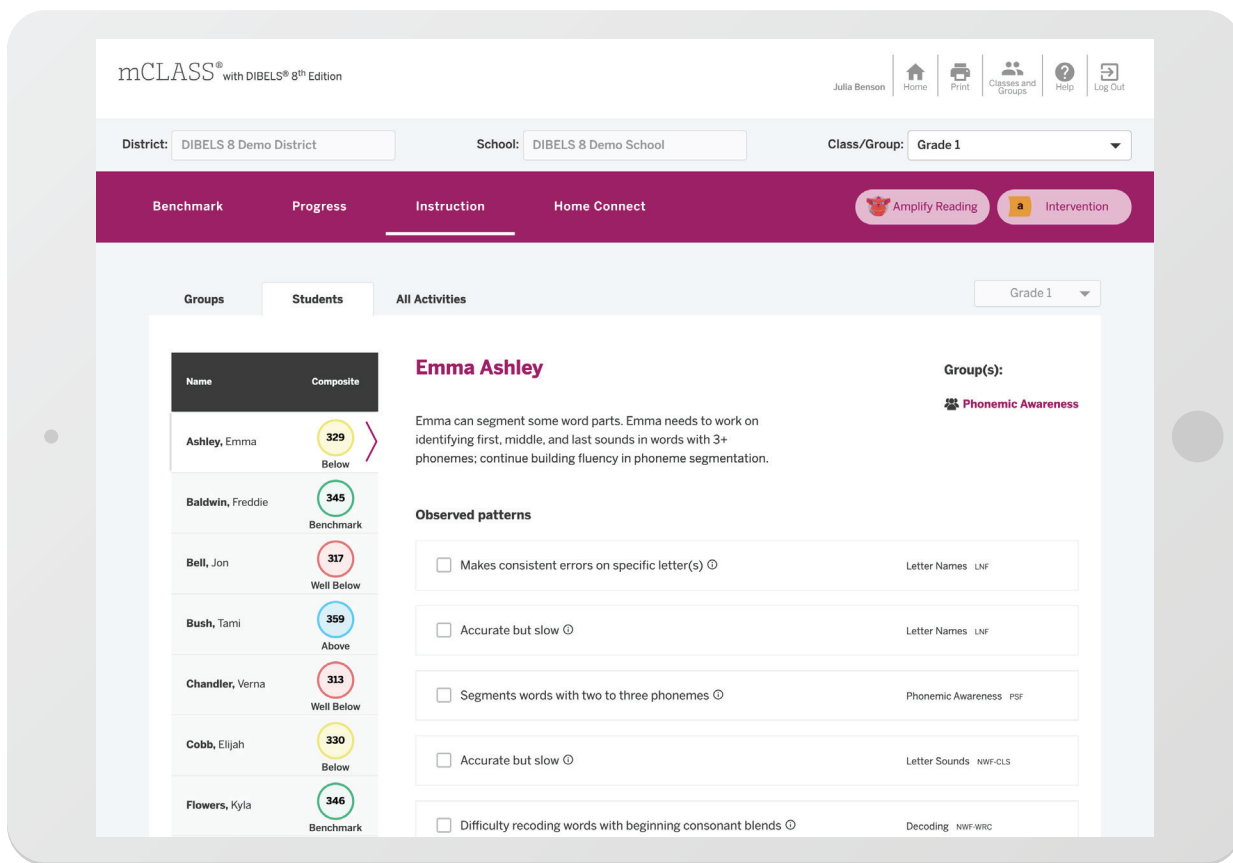 mCLASS® with DIBELS® 8th Edition
Julia Benson
Home
Print
Classes and
Groups
Help
Log Out
District: DIBELS 8 Demo District School: DIBELS 8 Demo School Class/Group: Grade 1
Benchmark Progress Instruction Home Connect Amplify Reading a Intervention
Groups Students All Activities Grade 1
Name Composite
Ashley, Emma 329
Below
Baldwin, Freddie 345
Benchmark
Bell, Jon 317
Well Below
Bush, Tami 359
Above
Chandler, Verna 313
Well Below
Cobb, Elijah 330
Below
Flowers, Kyla 346
Benchmark
Emma Ashley
Group(s):
Phonemic Awareness
Emma can segment some word parts. Emma needs to work on
identifying first, middle, and last sounds in words with 3+
phonemes; continue building fluency in phoneme segmentation.
Observed patterns
Makes consistent errors on specific letter(s) Letter Names LNF
Accurate but slow Letter Names LNF
Segments words with two to three phonemes Phonemic Awareness PSF
Accurate but slow Letter Sounds NWF-CLS
Difficulty recoding words with beginning consonant blends Decoding NWF-WRC